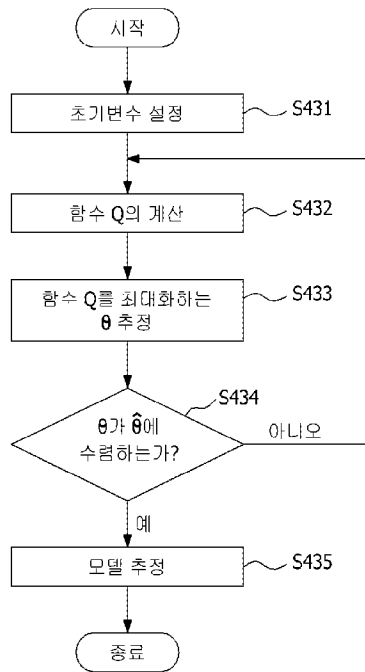 시작
초기변수 설정
S431
함수 Q의 계산
S432
함수 Q를 최대화하는
θ 추정
S433
S434
θ가 θ̂에
수렴하는가?
아니오
예
모델 추정
S435
종료